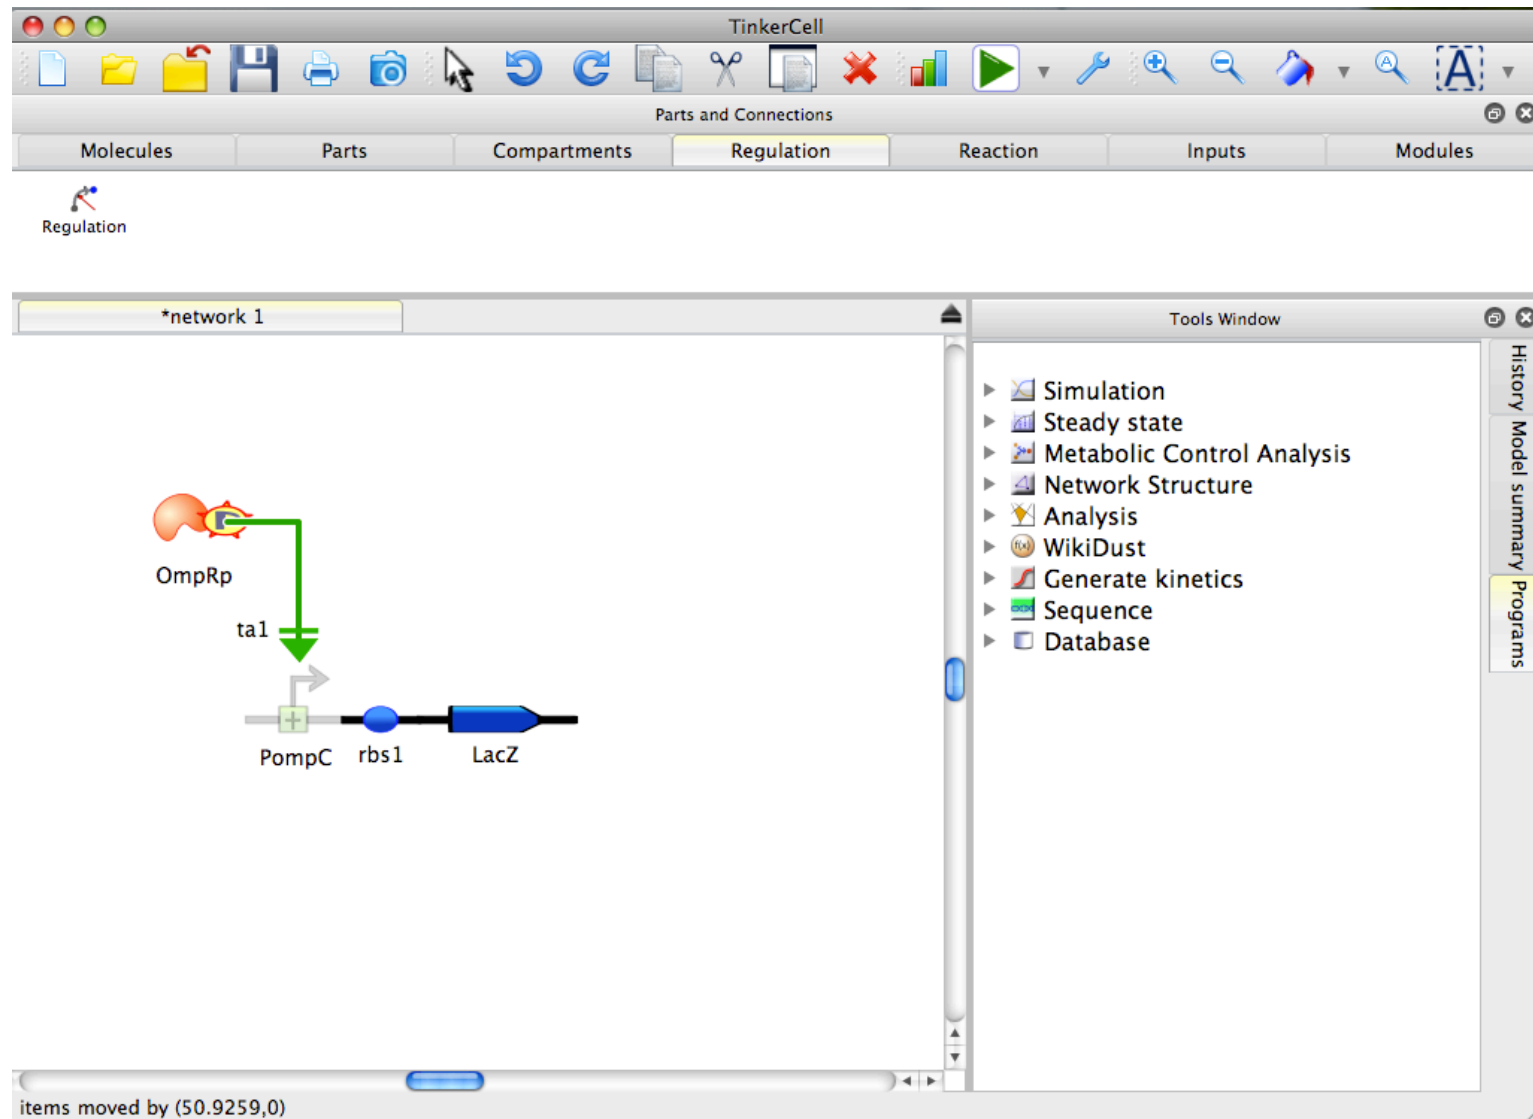 TinkerCell
Parts and Connections
Molecules Parts Compartments Regulation Reaction Inputs Modules
Regulation
*network 1
Tools Window
Simulation
Steady state
Metabolic Control Analysis
Network Structure
Analysis
WikiDust
Generate kinetics
Sequence
Database
History
Model summary
Programs
OmpRp
ta1
PompC rbs1 LacZ
items moved by (50.9259,0)